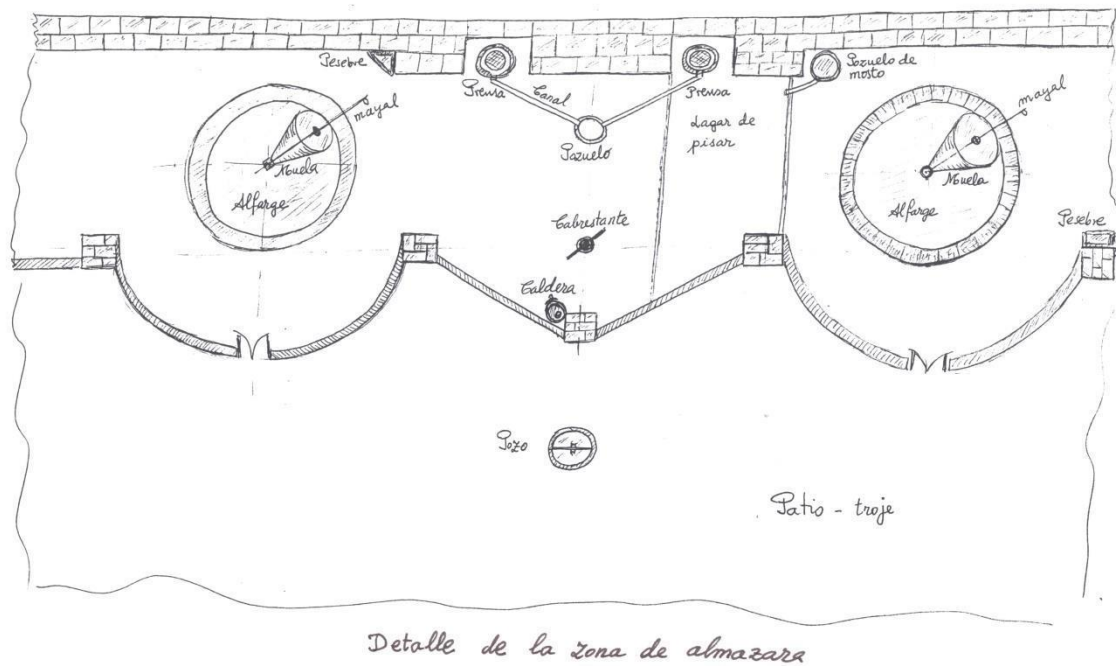 Pesebre
Prensa
Canal
Prensa
Pozuelo de
mosto
mayal
mayal
Lagar de
pisar
Pozuelo
Muela
Muela
Alfarge
Alfarge
Cabrestante
Pesebre
Caldera
Pozo
Patio - troje
Detalle de la zona de almazara